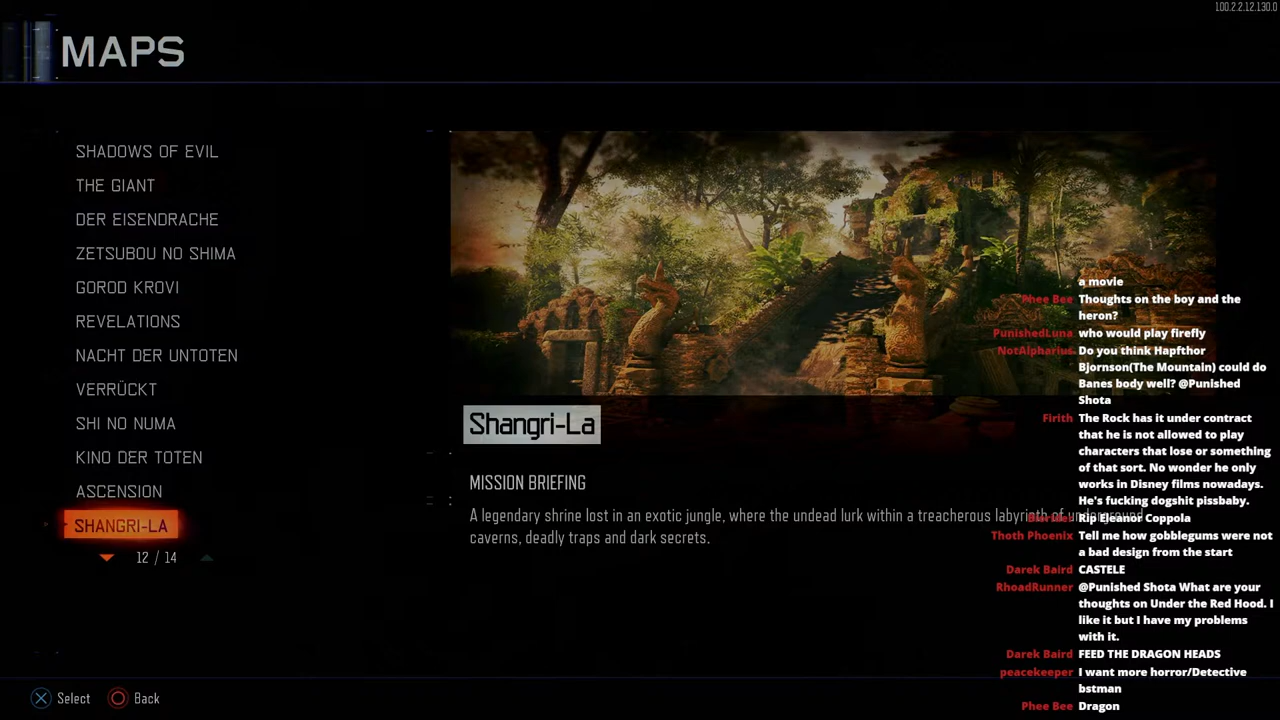 100.2.2.12.130.0
MAPS
SHADOWS OF EVIL
THE GIANT
DER EISENDRACHE
ZETSUBOU NO SHIMA
GOROD KROVI
REVELATIONS
NACHT DER UNTOTEN
VERRÜCKT
SHI NO NUMA
KINO DER TOTEN
ASCENSION
SHANGRI-LA
12 / 14
Shangri-La
MISSION BRIEFING
A legendary shrine lost in an exotic jungle, where the undead lurk within a treacherous labyrinth of underground
caverns, deadly traps and dark secrets.
a movie
Phee Bee Thoughts on the boy and the
heron?
PunishedLuna who would play firefly
NotAlpharius Do you think Hapfthor
Bjornson(The Mountain) could do
Banes body well? @Punished
Shota
Firith The Rock has it under contract
that he is not allowed to play
characters that lose or something
of that sort. No wonder he only
works in Disney films nowadays.
He's fucking dogshit pissbaby.
Rip Eleanor Coppola
Thoth Phoenix Tell me how gobblegums were not
a bad design from the start
Darek Baird CASTELE
RhoadRunner @Punished Shota What are your
thoughts on Under the Red Hood. I
like it but I have my problems
with it.
Darek Baird FEED THE DRAGON HEADS
peacekeeper I want more horror/Detective
bstman
Phee Bee Dragon
Select
Back